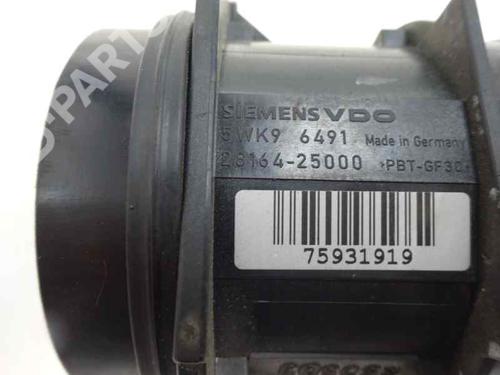 SIEMENS VDO
5WK9 6491 Made in Germany
28164-25000 >PBT-GF30<
75931919